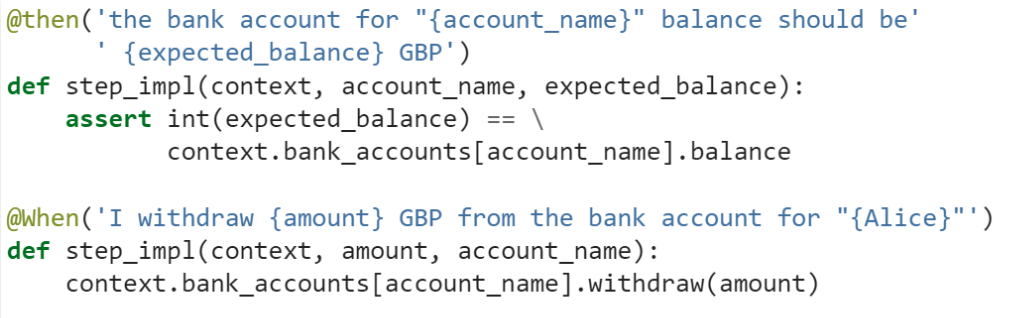 @then('the bank account for "{account_name}" balance should be'
      ' {expected_balance} GBP')
def step_impl(context, account_name, expected_balance):
    assert int(expected_balance) == \
          context.bank_accounts[account_name].balance

@When('I withdraw {amount} GBP from the bank account for "{Alice}"')
def step_impl(context, amount, account_name):
    context.bank_accounts[account_name].withdraw(amount)